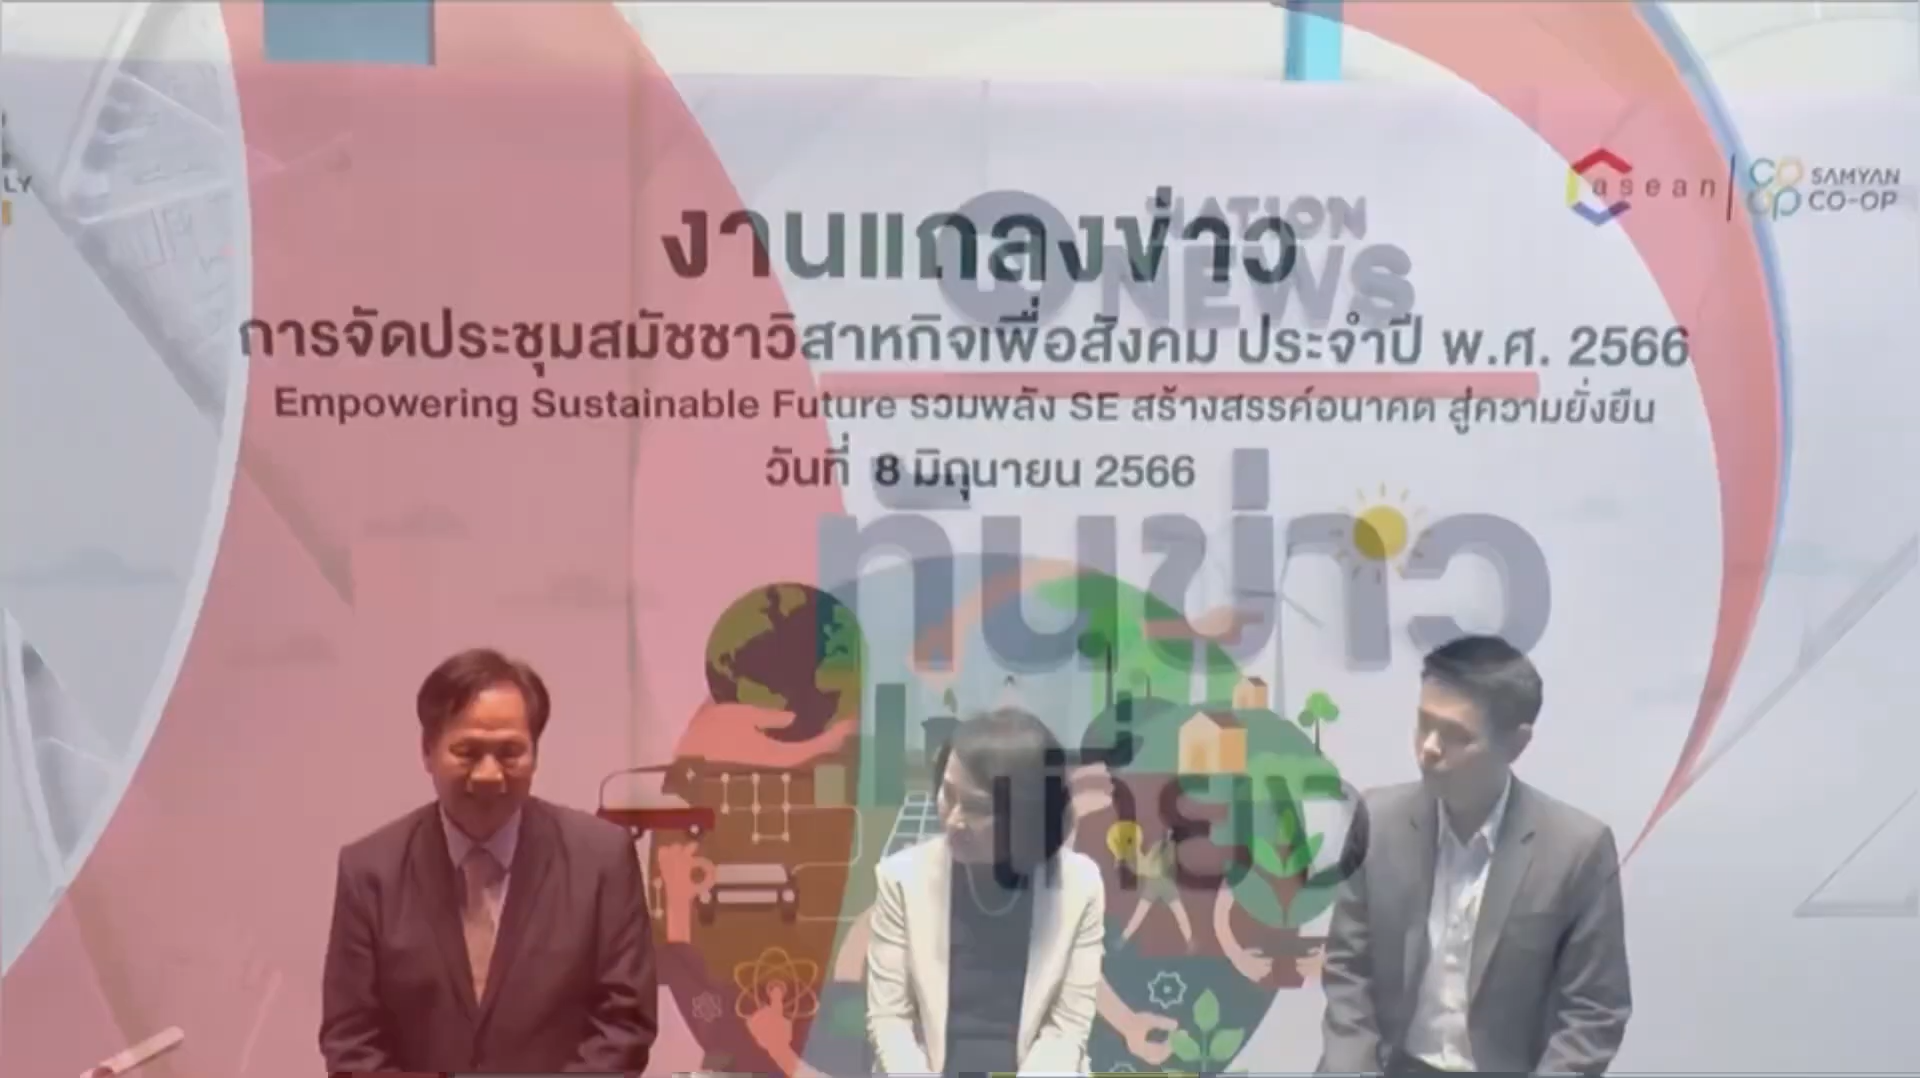 LY
asean
SAMYAN
CO-OP
งานแถลงข่าว
NATION
NEWS
การจัดประชุมสมัชชาวิสาหกิจเพื่อสังคม ประจำปี พ.ศ. 2566
Empowering Sustainable Future รวมพลัง SE สร้างสรรค์อนาคต สู่ความยั่งยืน
วันที่ 8 มิถุนายน 2566
ทันข่าว
เที่ยง